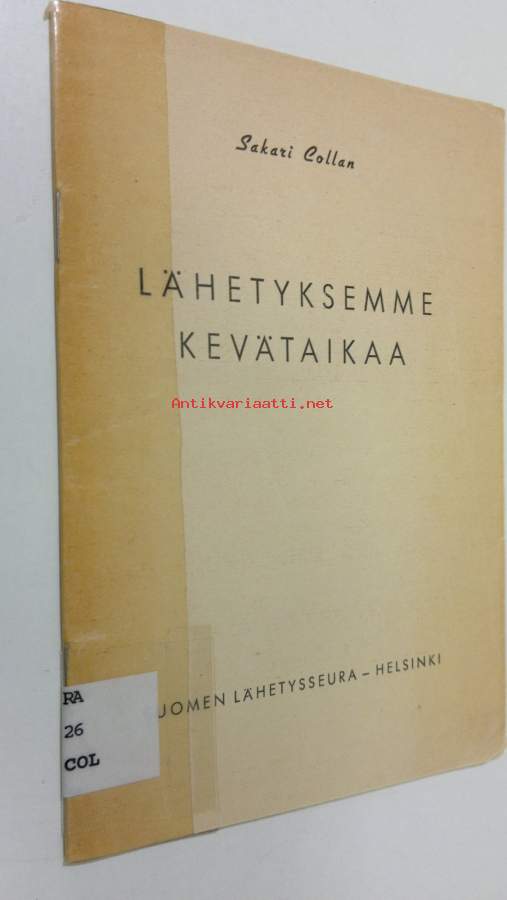 Sakari Collan
LÄHETYKSEMME
KEVÄTAIKAA
Antikvariaatti.net
UOMEN LÄHETYSSEURA – HELSINKI
RA
26
COL